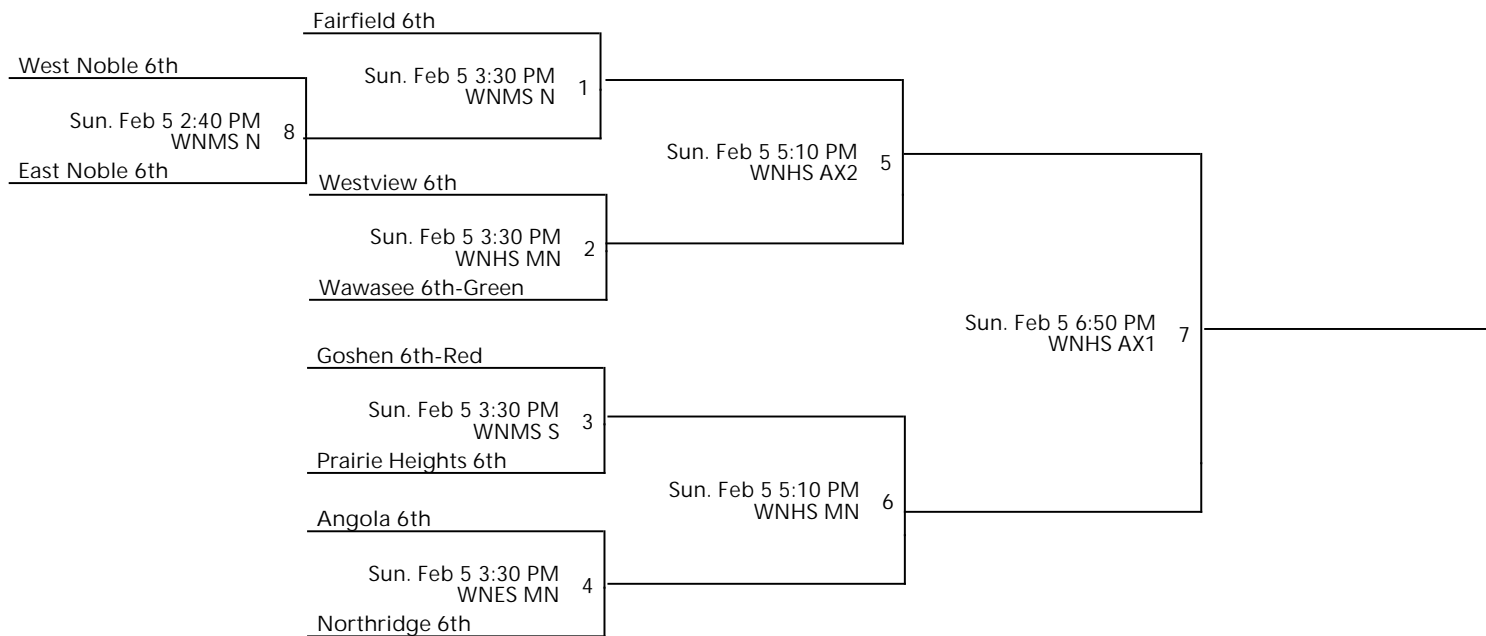 Fairfield 6th
West Noble 6th
Sun. Feb 5 3:30 PM
WNMS N
1
Sun. Feb 5 2:40 PM
WNMS N
8
East Noble 6th
Sun. Feb 5 5:10 PM
WNHS AX2
5
Westview 6th
Sun. Feb 5 3:30 PM
WNHS MN
2
Wawasee 6th-Green
Sun. Feb 5 6:50 PM
WNHS AX1
7
Goshen 6th-Red
Sun. Feb 5 3:30 PM
WNMS S
3
Prairie Heights 6th
Sun. Feb 5 5:10 PM
WNHS MN
6
Angola 6th
Sun. Feb 5 3:30 PM
WNES MN
4
Northridge 6th